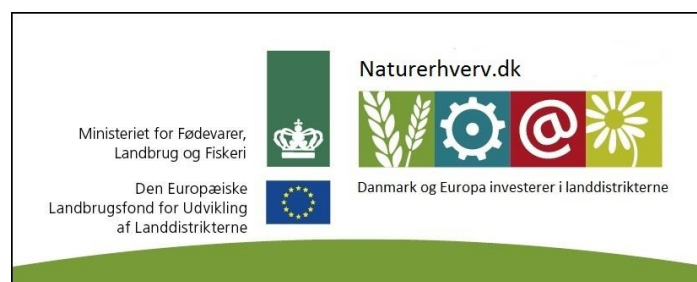 Ministeriet for Fødevarer,
Landbrug og Fiskeri
Den Europæiske
Landbrugsfond for Udvikling
af Landdistrikterne
Naturerhverv.dk
@
Danmark og Europa investerer i landdistrikterne